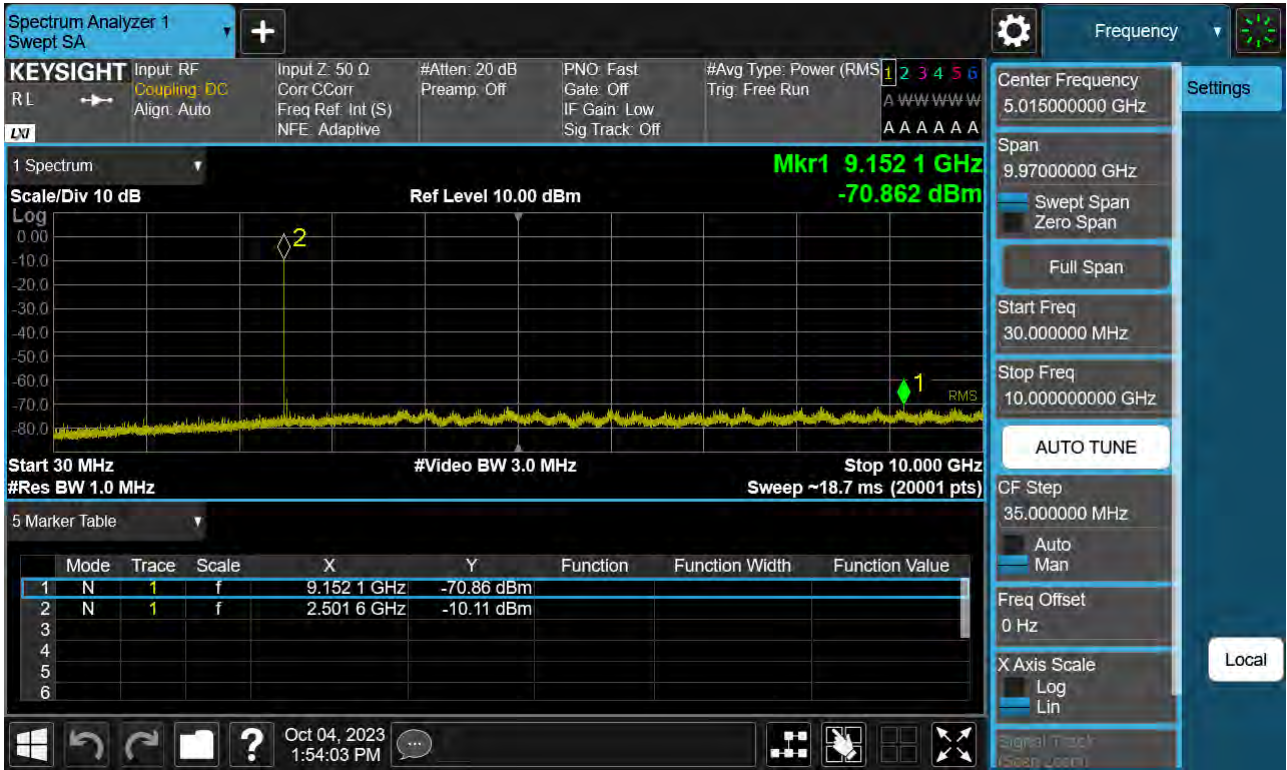 Spectrum Analyzer 1
Swept SA
+
Frequency
KEYSIGHT
RL
LXI
Input: RF
Coupling: DC
Align: Auto
Input Z: 50 Ω
Corr CCorr
Freq Ref: Int (S)
NFE: Adaptive
#Atten: 20 dB
Preamp: Off
PNO: Fast
Gate: Off
IF Gain: Low
Sig Track: Off
#Avg Type: Power (RMS
Trig: Free Run
1 2 3 4 5 6
A W W W W W
A A A A A A
1 Spectrum
Mkr1 9.152 1 GHz
Scale/Div 10 dB
Ref Level 10.00 dBm
-70.862 dBm
Log
0.00
-10.0
-20.0
-30.0
-40.0
-50.0
-60.0
-70.0
-80.0
2
1
RMS
Start 30 MHz
#Video BW 3.0 MHz
Stop 10.000 GHz
#Res BW 1.0 MHz
Sweep ~18.7 ms (20001 pts)
5 Marker Table
Mode Trace Scale X Y Function Function Width Function Value
1 N 1 f 9.152 1 GHz -70.86 dBm
2 N 1 f 2.501 6 GHz -10.11 dBm
3
4
5
6
Oct 04, 2023
1:54:03 PM
?
Center Frequency
5.015000000 GHz
Settings
Span
9.97000000 GHz
Swept Span
Zero Span
Full Span
Start Freq
30.000000 MHz
Stop Freq
10.000000000 GHz
AUTO TUNE
CF Step
35.000000 MHz
Auto
Man
Freq Offset
0 Hz
X Axis Scale
Log
Lin
Local
Signal Track
(Span Zoom)